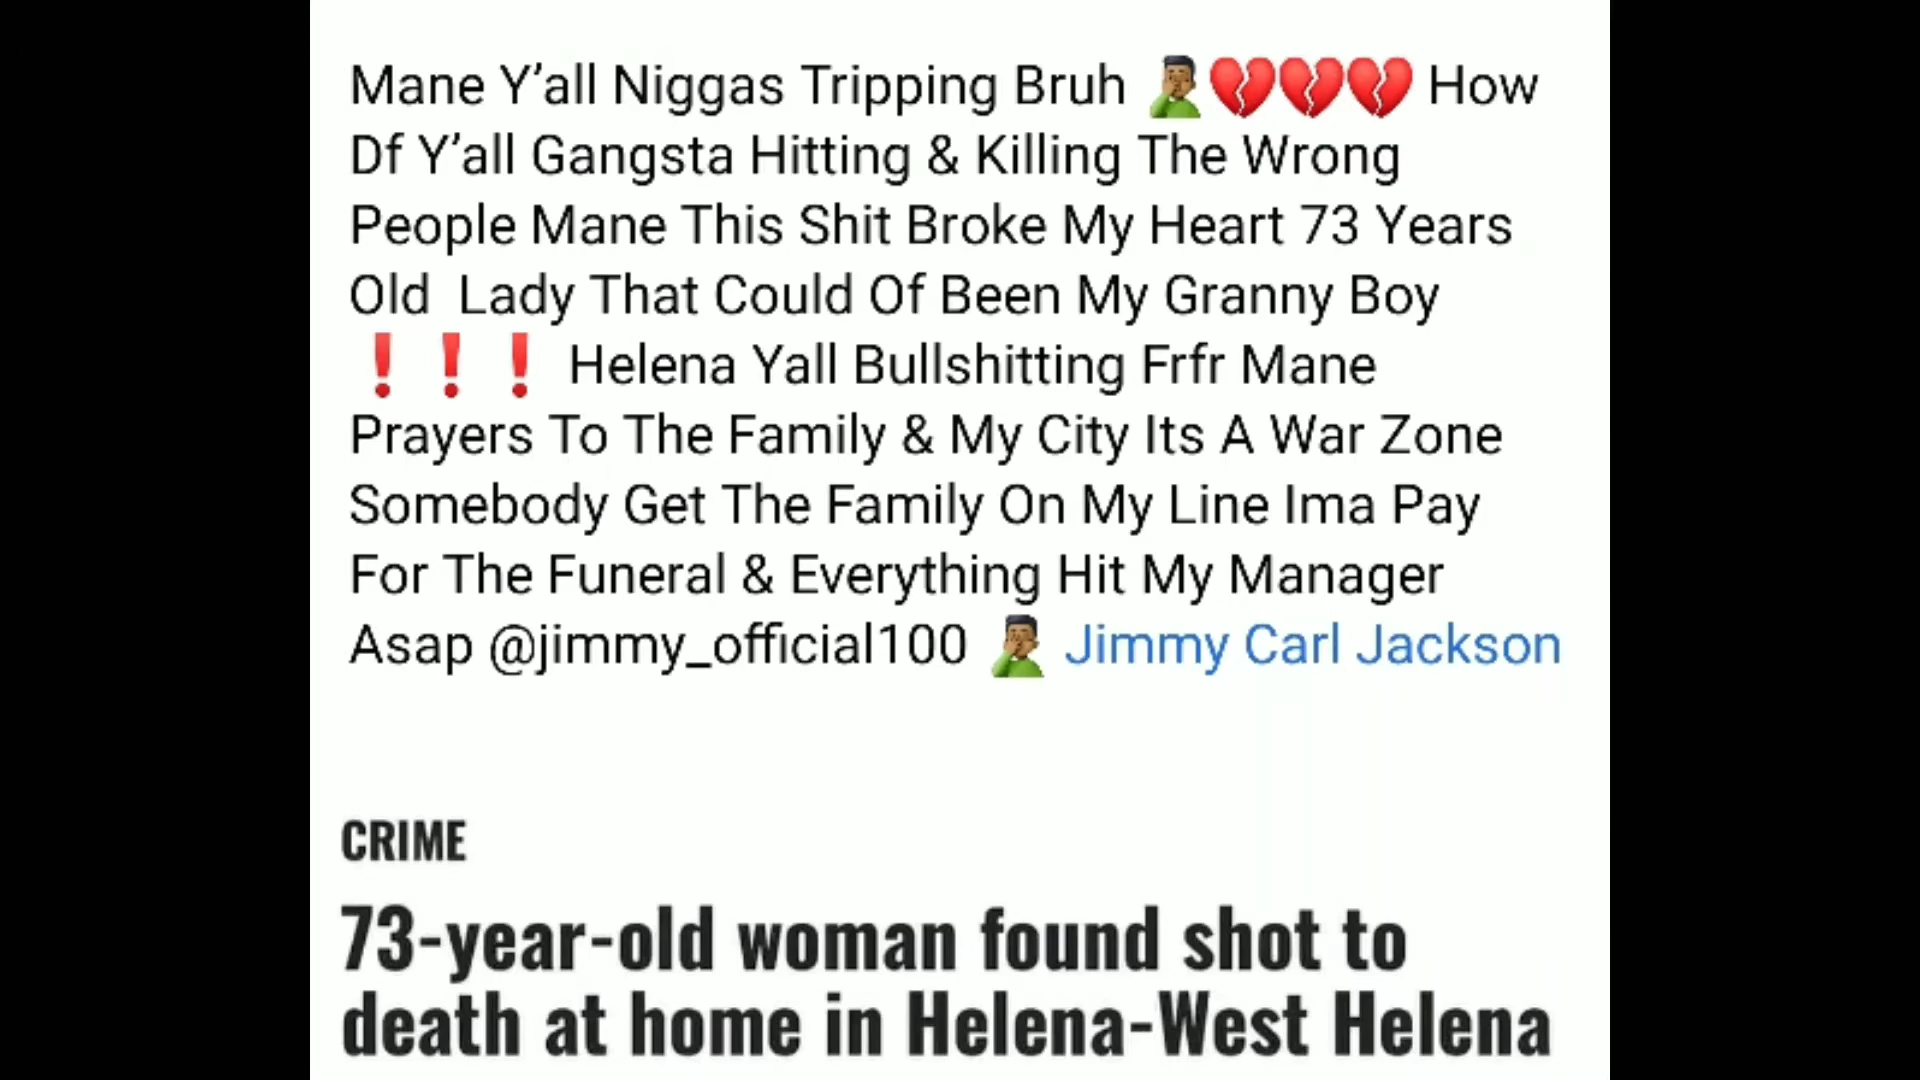 Mane Y’all Niggas Tripping Bruh 🤦🏾‍♂️💔💔💔 How
Df Y’all Gangsta Hitting & Killing The Wrong
People Mane This Shit Broke My Heart 73 Years
Old  Lady That Could Of Been My Granny Boy
❗❗❗ Helena Yall Bullshitting Frfr Mane
Prayers To The Family & My City Its A War Zone
Somebody Get The Family On My Line Ima Pay
For The Funeral & Everything Hit My Manager
Asap @jimmy_official100 🤦🏾‍♂️ Jimmy Carl Jackson
CRIME
73-year-old woman found shot to
death at home in Helena-West Helena